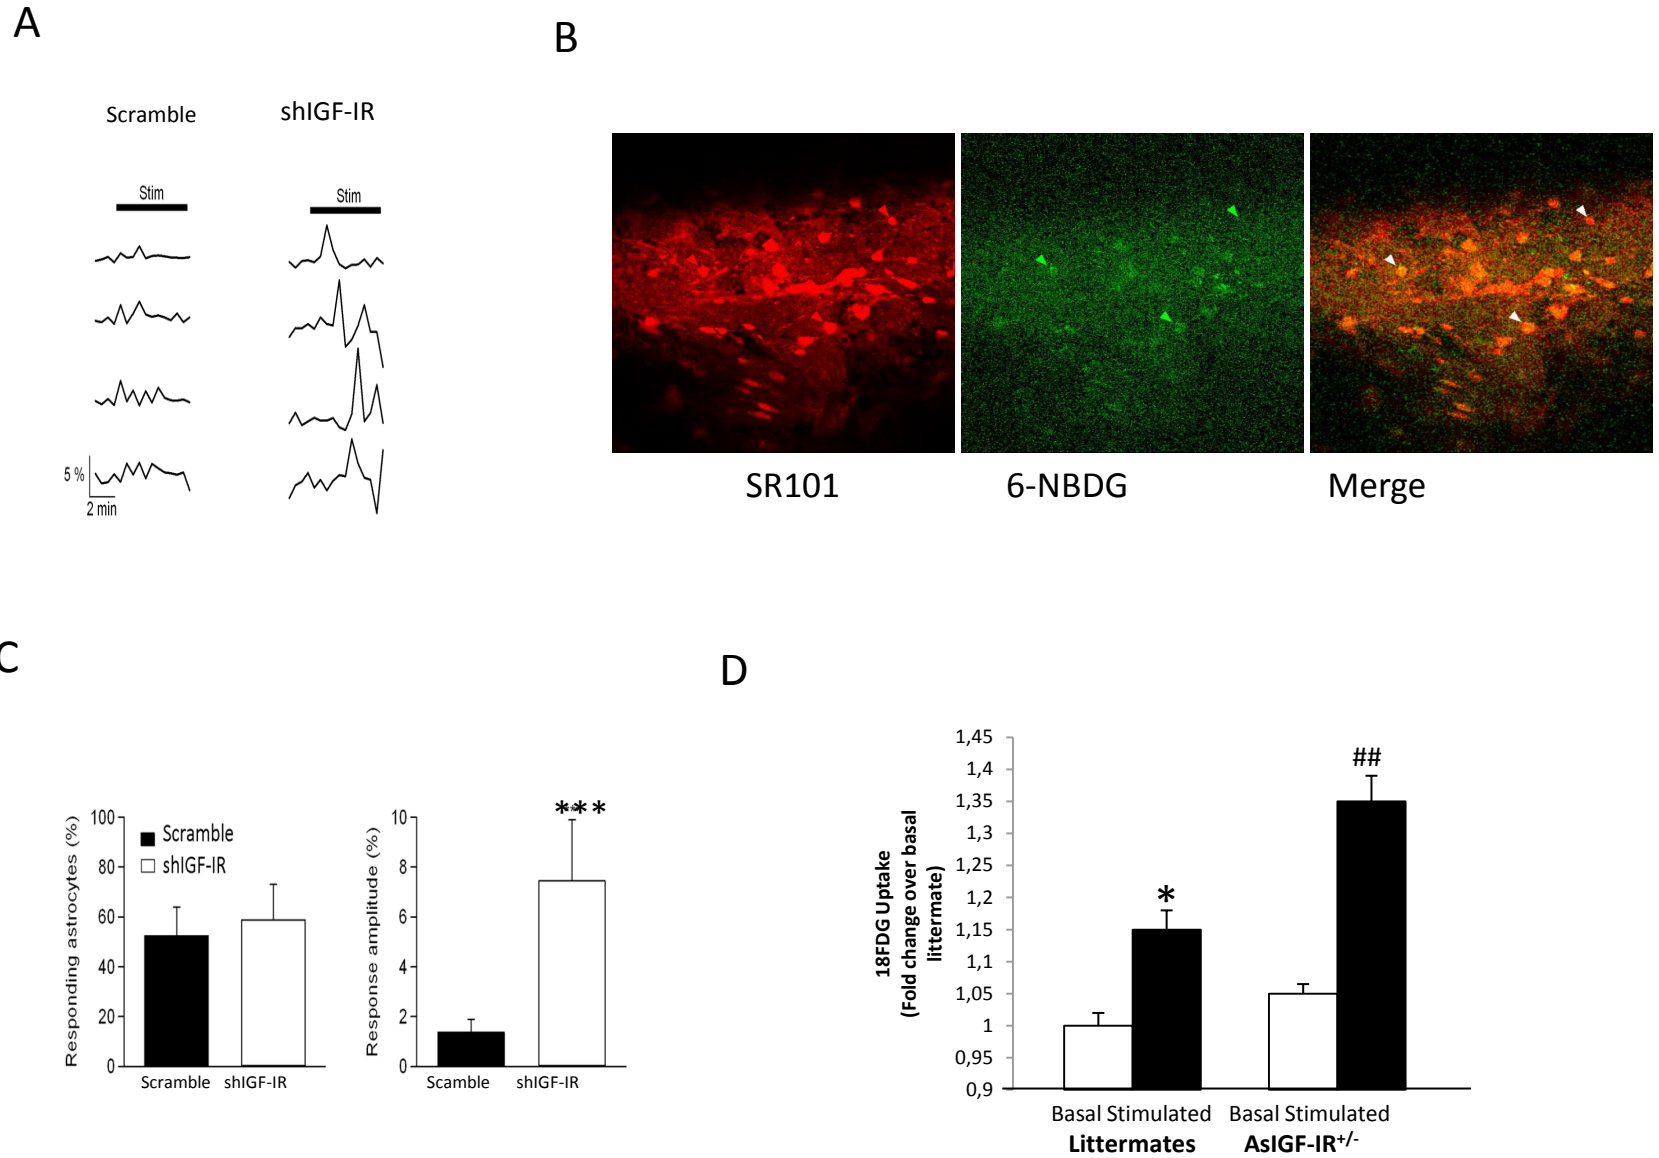 A
B
Scramble
shIGF-IR
Stim
Stim
5 %
2 min
SR101
6-NBDG
Merge
C
D
Responding astrocytes (%)
100
80
60
40
20
0
Scramble
shIGF-IR
Scramble
shIGF-IR
Response amplitude (%)
10
8
6
4
2
0
***
Scamble
shIGF-IR
18FDG Uptake
(Fold change over basal
littermate)
1,45
1,4
1,35
1,3
1,25
1,2
1,15
1,1
1,05
1
0,95
0,9
*
##
Basal Stimulated
Littermates
Basal Stimulated
AsIGF-IR+/-